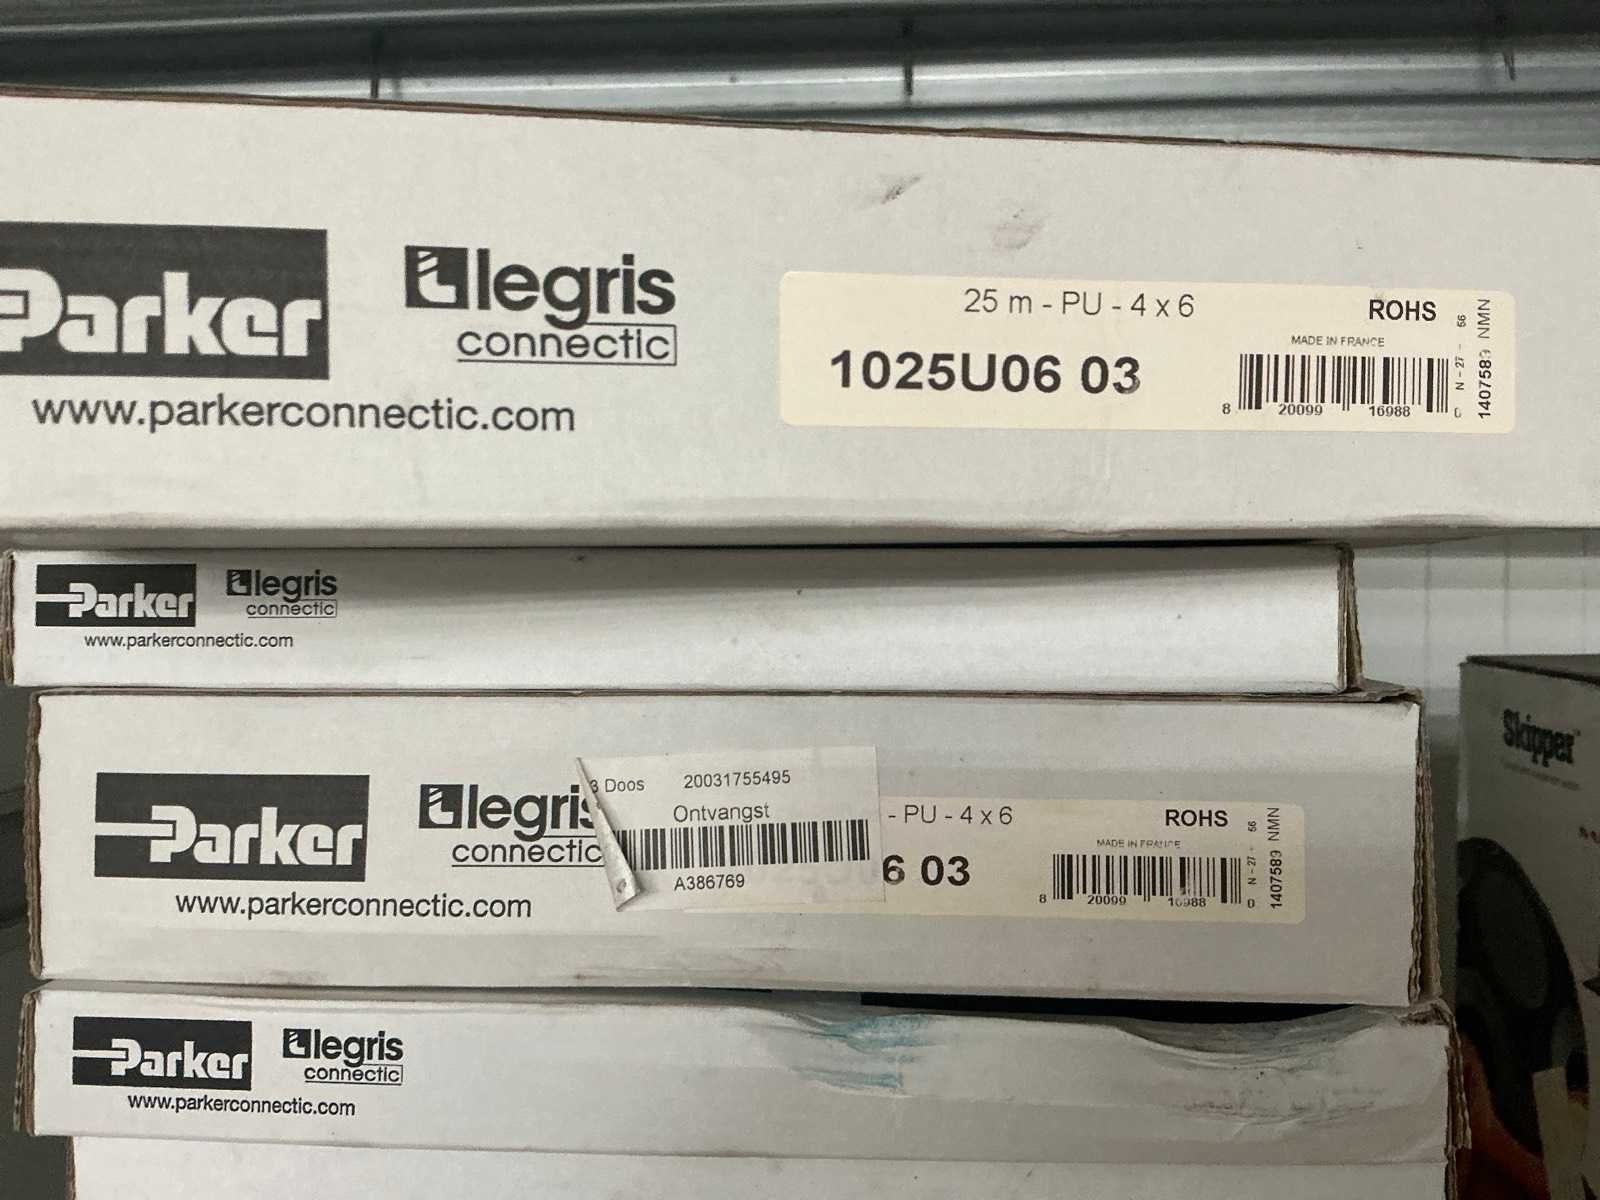 Parker
legris
connectic
www.parkerconnectic.com
25 m - PU - 4 x 6
ROHS
MADE IN FRANCE
1025U06 03
8 20099 16988 0
N - 27 - 56
1407589 NMN
Parker
legris
connectic
www.parkerconnectic.com
Parker
legris
connectic
www.parkerconnectic.com
3 Doos 20031755495
Ontvangst
A386769
- PU - 4 x 6
ROHS
MADE IN FRANCE
6 03
8 20099 16988 0
N - 27 - 56
1407589 NMN
Parker
legris
connectic
www.parkerconnectic.com
Skipper™